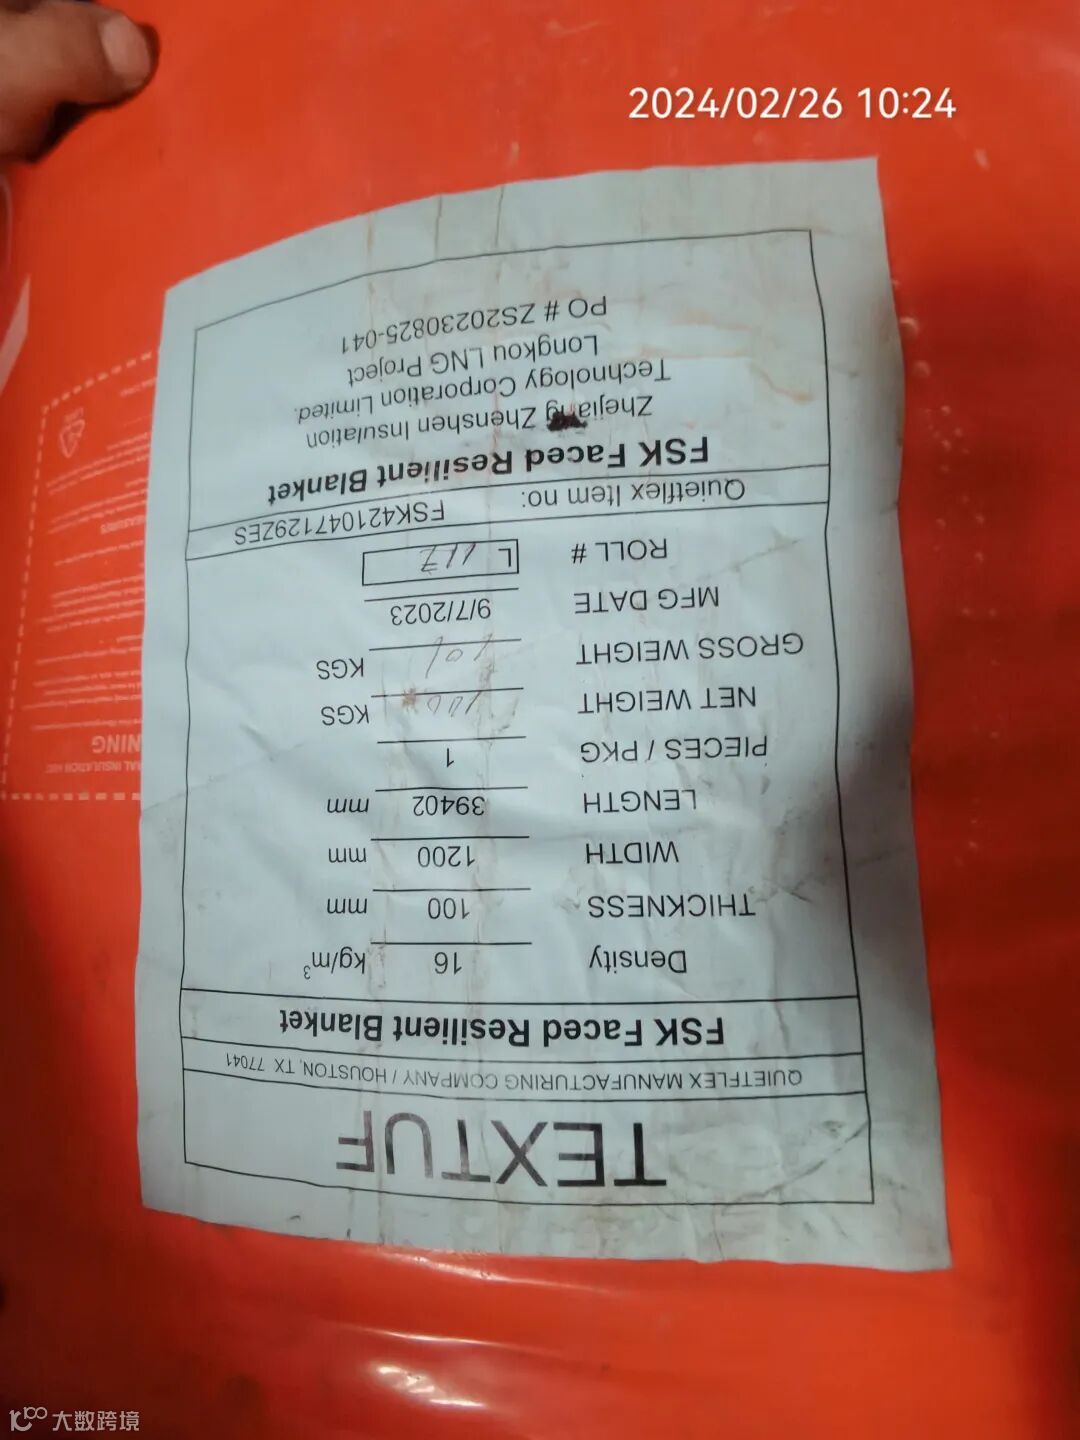 2024/02/26 10:24
TEXTUF
QUIETFLEX MANUFACTURING COMPANY / HOUSTON, TX 77041
FSK Faced Resilient Blanket
Density 16 kg/m³
THICKNESS 100 mm
WIDTH 1200 mm
LENGTH 39402 mm
PIECES / PKG 1
NET WEIGHT 100 KGS
GROSS WEIGHT 101 KGS
MFG DATE 9/7/2023
ROLL # L 117
Quietflex Item no: FSK421047129ZES
FSK Faced Resilient Blanket
Zhejiang Zhenshen Insulation
Technology Corporation Limited.
Longkou LNG Project
PO # ZS20230825-041
大数跨境